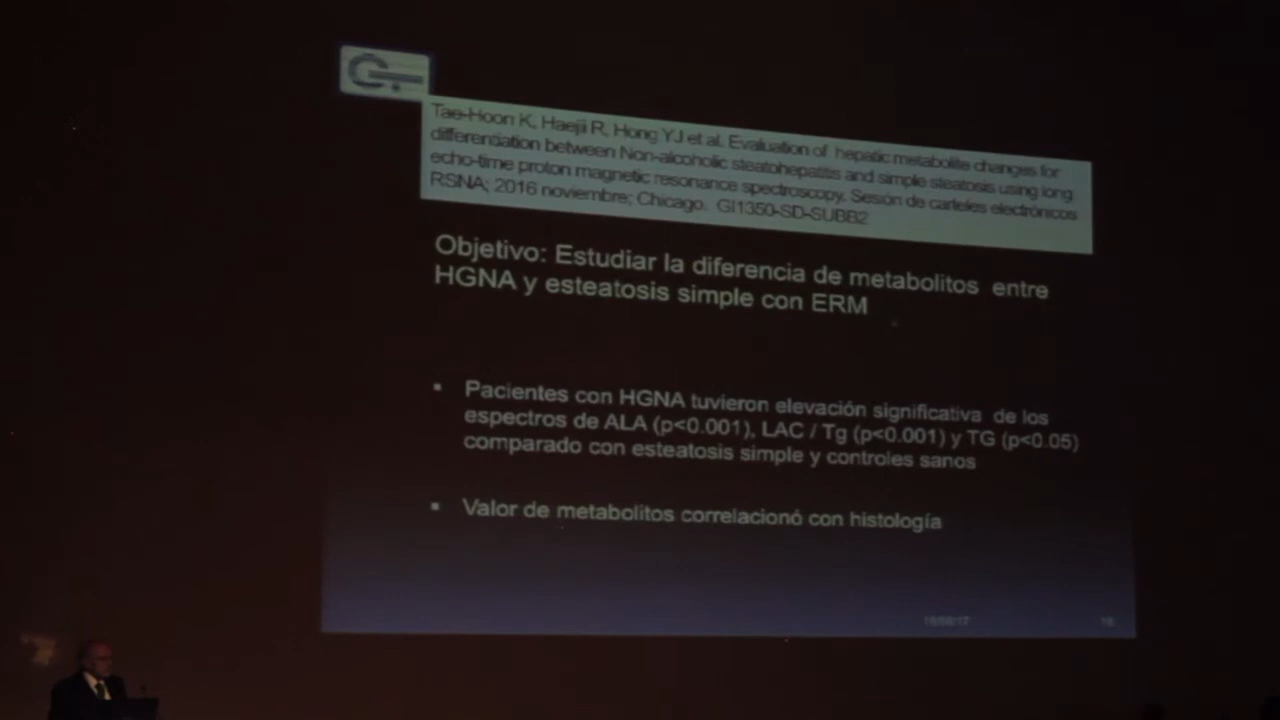 Tae-Hoon K, Haejii R, Hong YJ et al. Evaluation of hepatic metabolite changes for
differentiation between Non-alcoholic steatohepatitis and simple steatosis using long
echo-time proton magnetic resonance spectroscopy. Sesión de carteles electrónicos
RSNA; 2016 noviembre; Chicago. GI1350-SD-SUBB2
Objetivo: Estudiar la diferencia de metabolitos entre
HGNA y esteatosis simple con ERM
▪ Pacientes con HGNA tuvieron elevación significativa de los
espectros de ALA (p<0.001), LAC / Tg (p<0.001) y TG (p<0.05)
comparado con esteatosis simple y controles sanos
▪ Valor de metabolitos correlacionó con histología